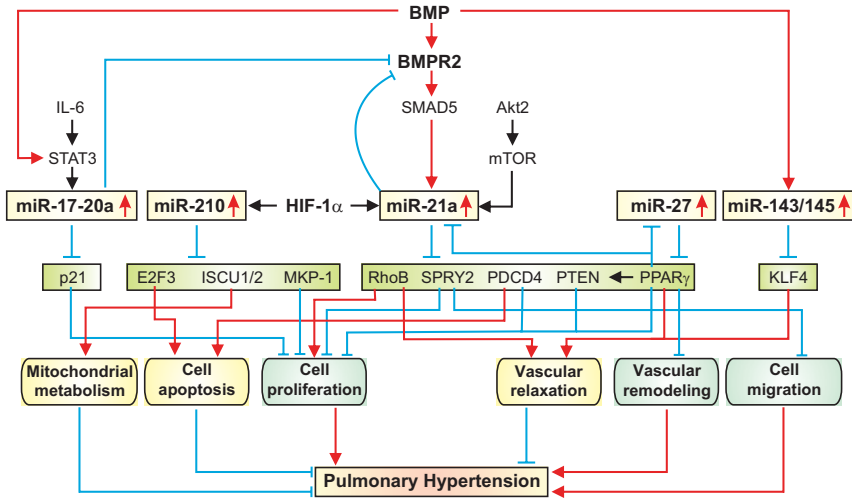 BMP
BMPR2
IL-6
SMAD5
Akt2
STAT3
mTOR
miR-17-20a
miR-210
HIF-1α
miR-21a
miR-27
miR-143/145
p21
E2F3 ISCU1/2 MKP-1
RhoB SPRY2 PDCD4 PTEN PPARγ
KLF4
Mitochondrial
metabolism
Cell
apoptosis
Cell
proliferation
Vascular
relaxation
Vascular
remodeling
Cell
migration
Pulmonary Hypertension